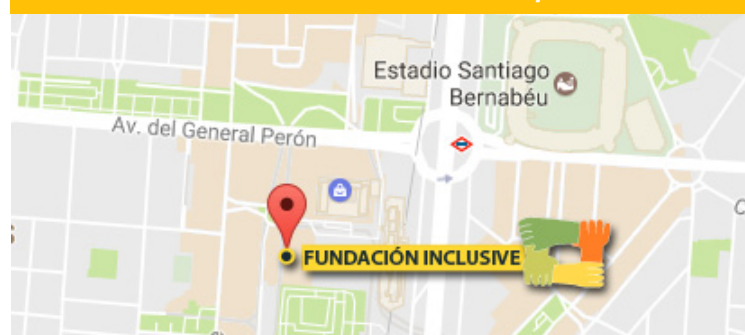 Estadio Santiago
Bernabéu
Av. del General Perón
FUNDACIÓN INCLUSIVE